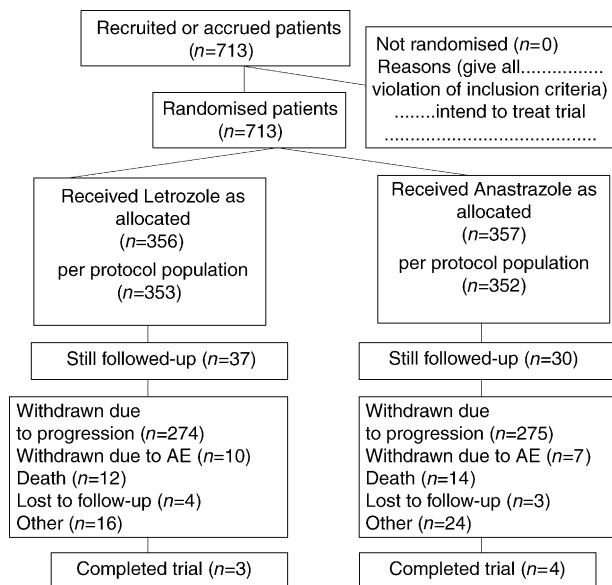 Recruited or accrued patients
(n=713)
Not randomised (n=0)
Reasons (give all................
violation of inclusion criteria)
........intend to treat trial
.....................................
Randomised patients
(n=713)
Received Letrozole as
allocated
(n=356)
per protocol population
(n=353)
Received Anastrazole as
allocated
(n=357)
per protocol population
(n=352)
Still followed-up (n=37)
Still followed-up (n=30)
Withdrawn due
to progression (n=274)
Withdrawn due to AE (n=10)
Death (n=12)
Lost to follow-up (n=4)
Other (n=16)
Withdrawn due
to progression (n=275)
Withdrawn due to AE (n=7)
Death (n=14)
Lost to follow-up (n=3)
Other (n=24)
Completed trial (n=3)
Completed trial (n=4)